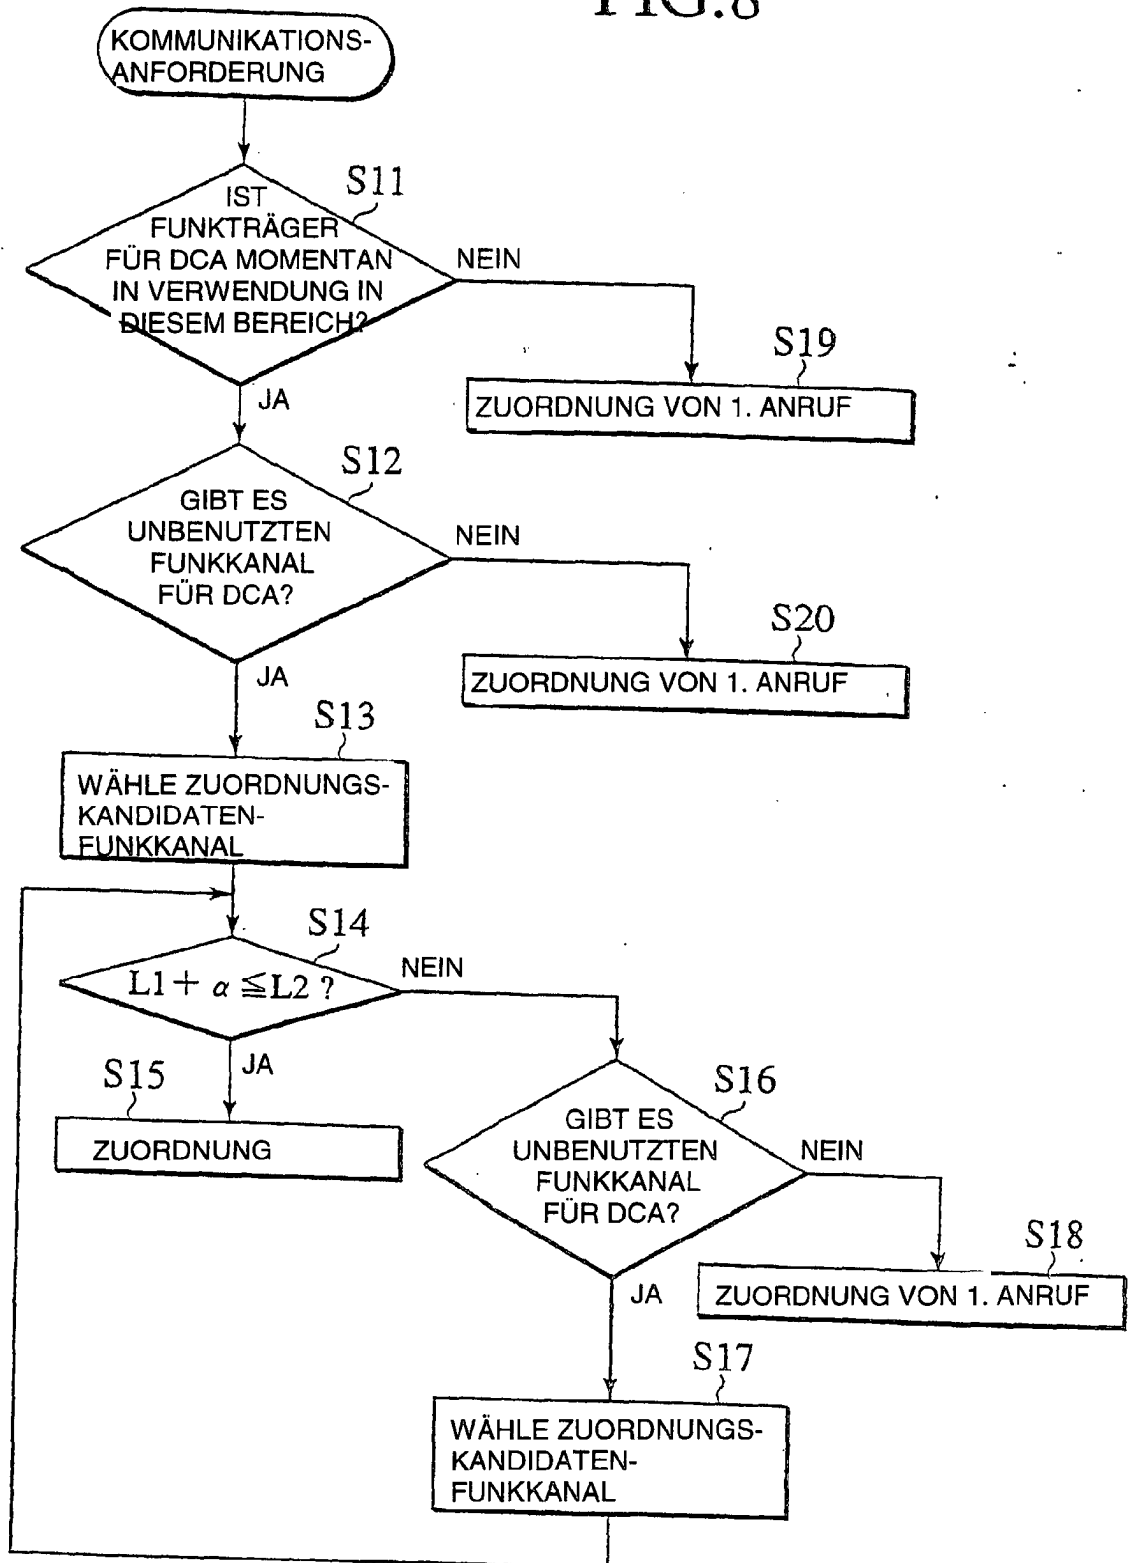 FIG.8
KOMMUNIKATIONS-
ANFORDERUNG
S11
IST
FUNKTRÄGER
FÜR DCA MOMENTAN
IN VERWENDUNG IN
DIESEM BEREICH?
NEIN
S19
ZUORDNUNG VON 1. ANRUF
JA
S12
GIBT ES
UNBENUTZTEN
FUNKKANAL
FÜR DCA?
NEIN
S20
ZUORDNUNG VON 1. ANRUF
JA
S13
WÄHLE ZUORDNUNGS-
KANDIDATEN-
FUNKKANAL
S14
L1+ α ≦L2 ?
NEIN
JA
S15
ZUORDNUNG
S16
GIBT ES
UNBENUTZTEN
FUNKKANAL
FÜR DCA?
NEIN
S18
ZUORDNUNG VON 1. ANRUF
JA
S17
WÄHLE ZUORDNUNGS-
KANDIDATEN-
FUNKKANAL